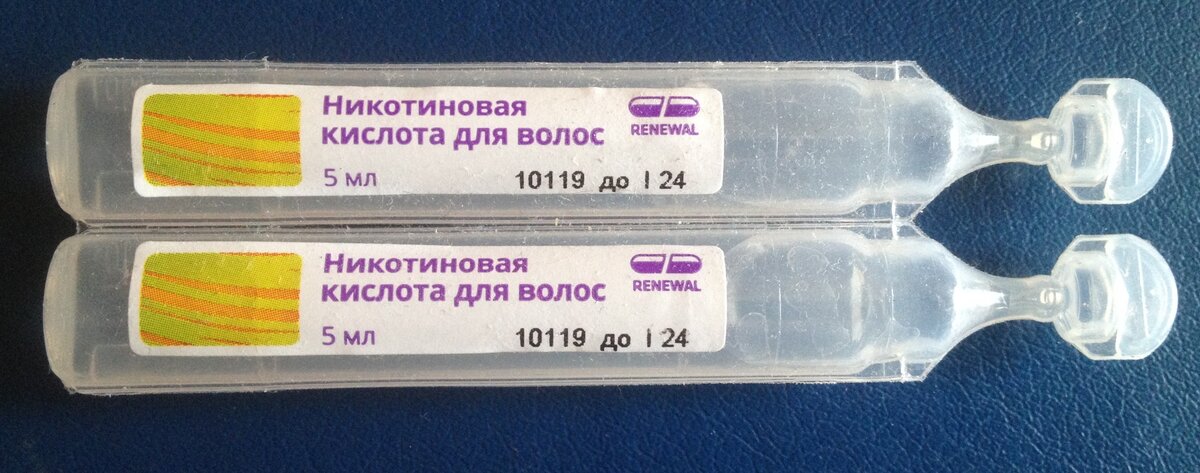 Никотиновая
кислота для волос
RENEWAL
5 мл
10119 до I 24
Никотиновая
кислота для волос
RENEWAL
5 мл
10119 до I 24